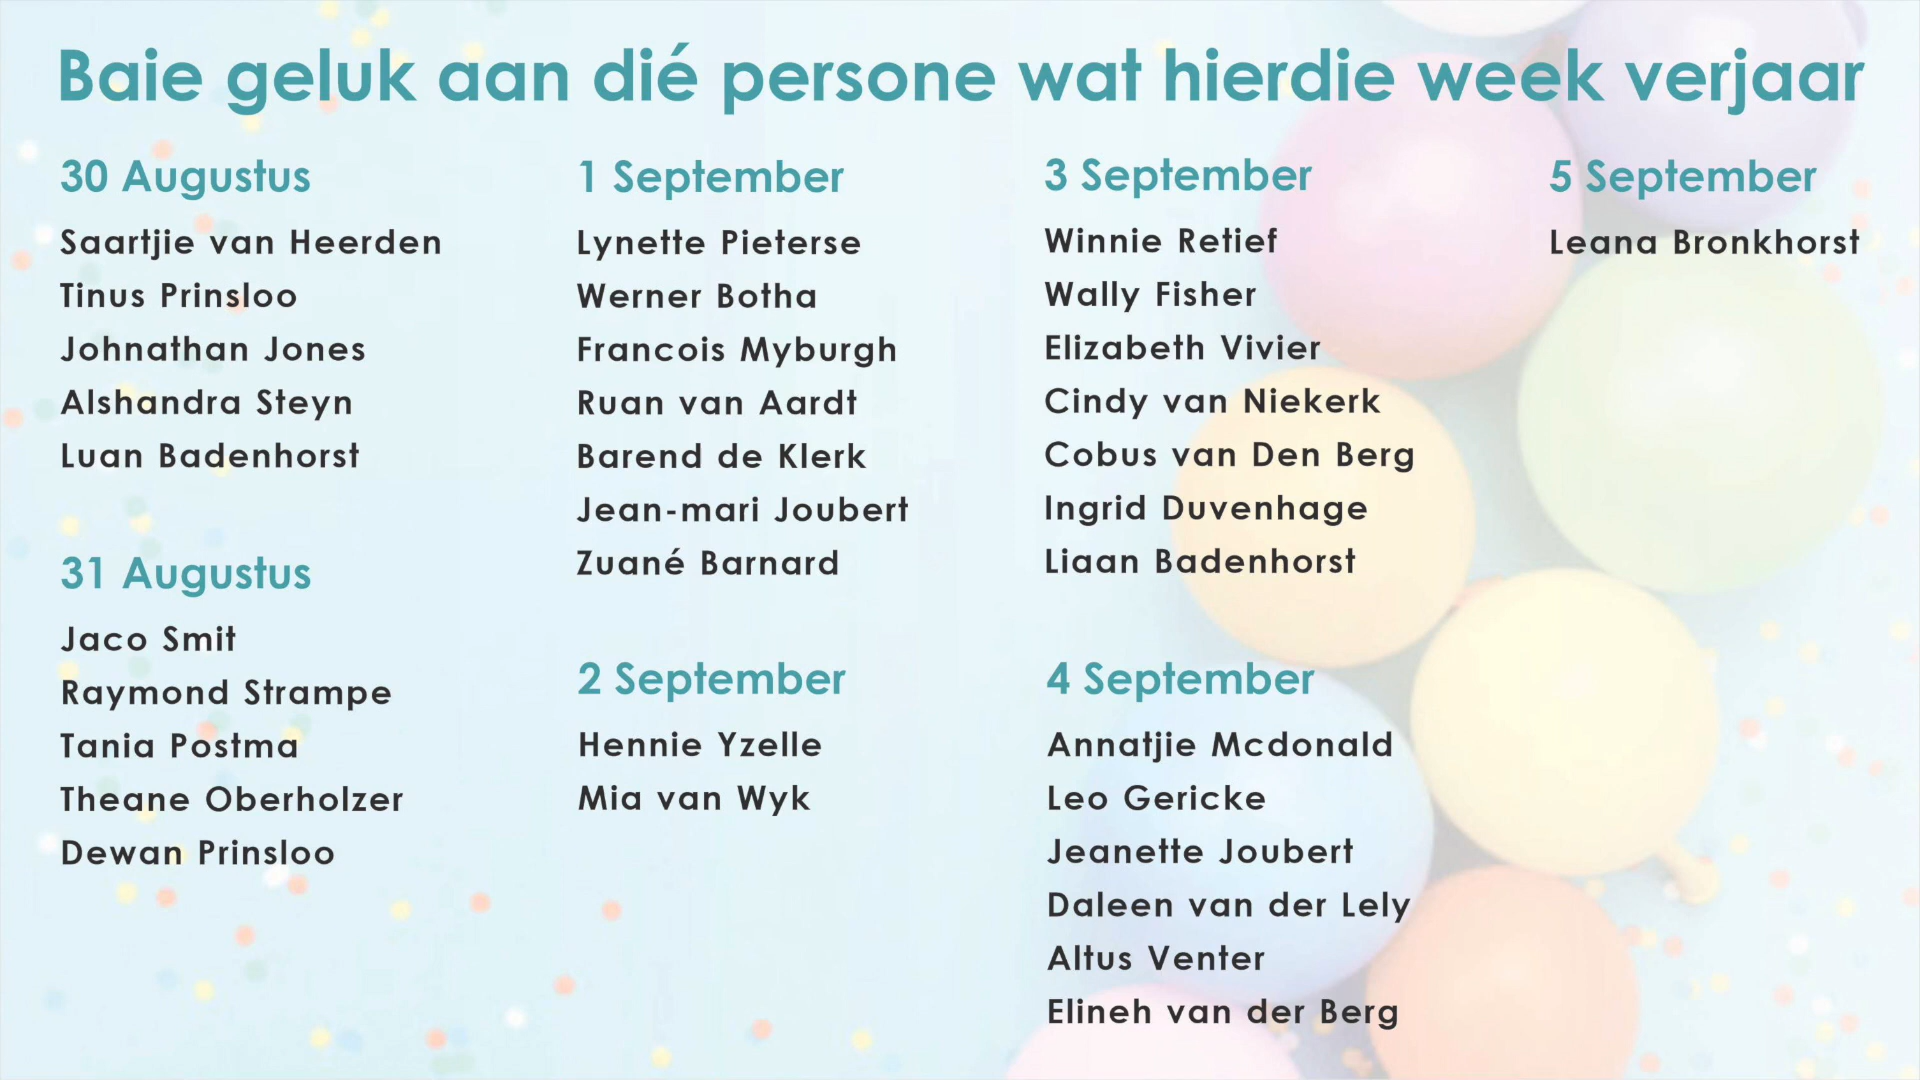 Baie geluk aan dié persone wat hierdie week verjaar
30 Augustus
Saartjie van Heerden
Tinus Prinsloo
Johnathan Jones
Alshandra Steyn
Luan Badenhorst
31 Augustus
Jaco Smit
Raymond Strampe
Tania Postma
Theane Oberholzer
Dewan Prinsloo
1 September
Lynette Pieterse
Werner Botha
Francois Myburgh
Ruan van Aardt
Barend de Klerk
Jean-mari Joubert
Zuané Barnard
2 September
Hennie Yzelle
Mia van Wyk
3 September
Winnie Retief
Wally Fisher
Elizabeth Vivier
Cindy van Niekerk
Cobus van Den Berg
Ingrid Duvenhage
Liaan Badenhorst
4 September
Annatjie Mcdonald
Leo Gericke
Jeanette Joubert
Daleen van der Lely
Altus Venter
Elineh van der Berg
5 September
Leana Bronkhorst